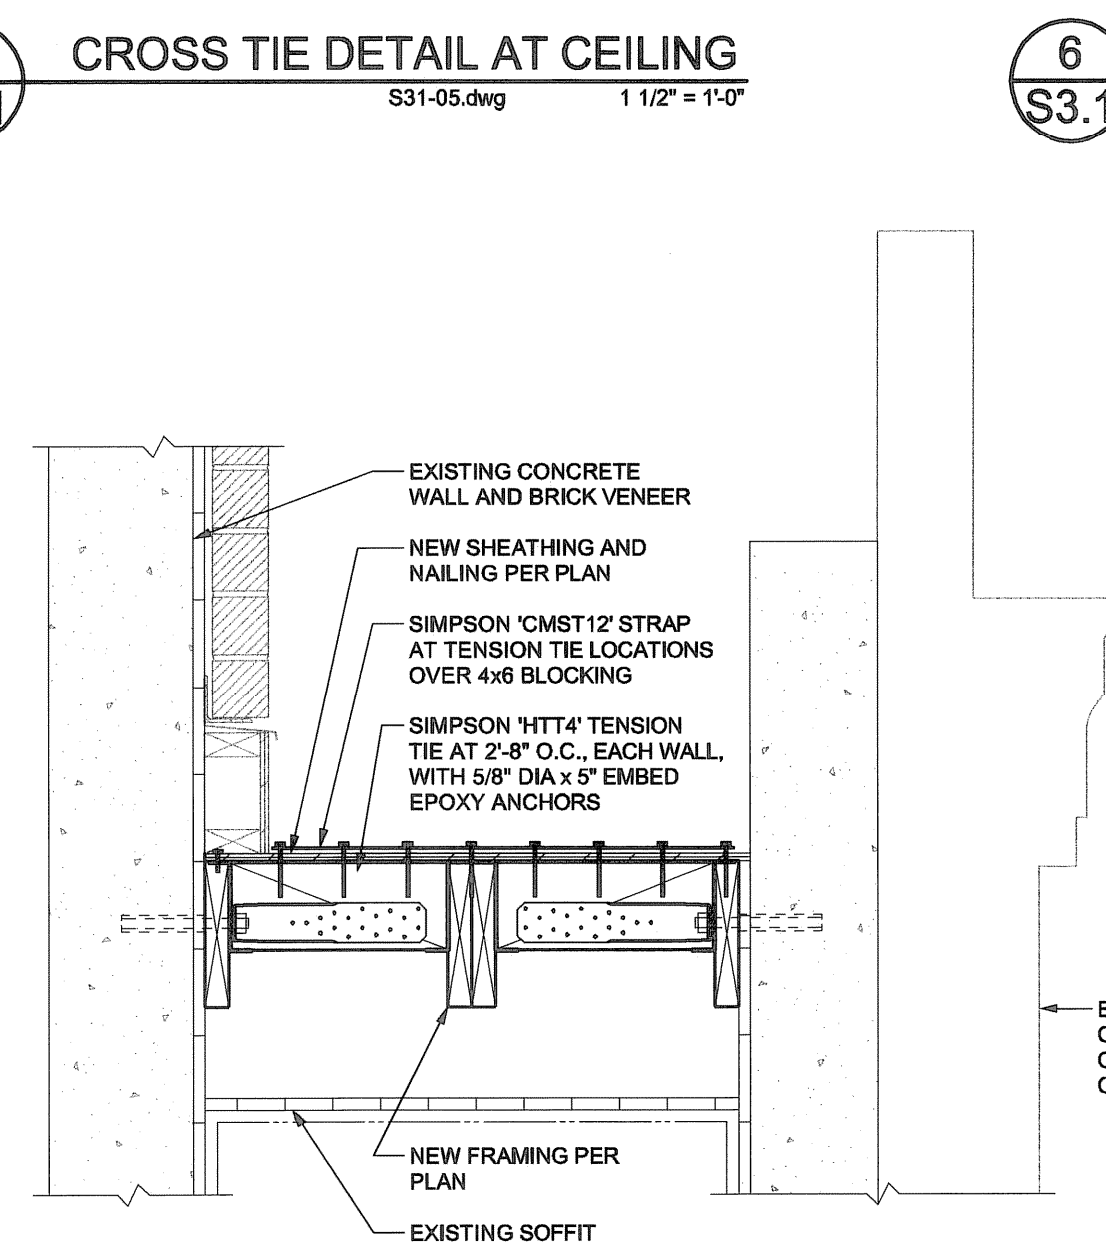 CROSS TIE DETAIL AT CEILING
S31-05.dwg 1 1/2" = 1'-0"
6
S3.1
EXISTING CONCRETE
WALL AND BRICK VENEER
NEW SHEATHING AND
NAILING PER PLAN
SIMPSON 'CMST12' STRAP
AT TENSION TIE LOCATIONS
OVER 4x6 BLOCKING
SIMPSON 'HTT4' TENSION
TIE AT 2'-8" O.C., EACH WALL,
WITH 5/8" DIA x 5" EMBED
EPOXY ANCHORS
NEW FRAMING PER
PLAN
EXISTING SOFFIT